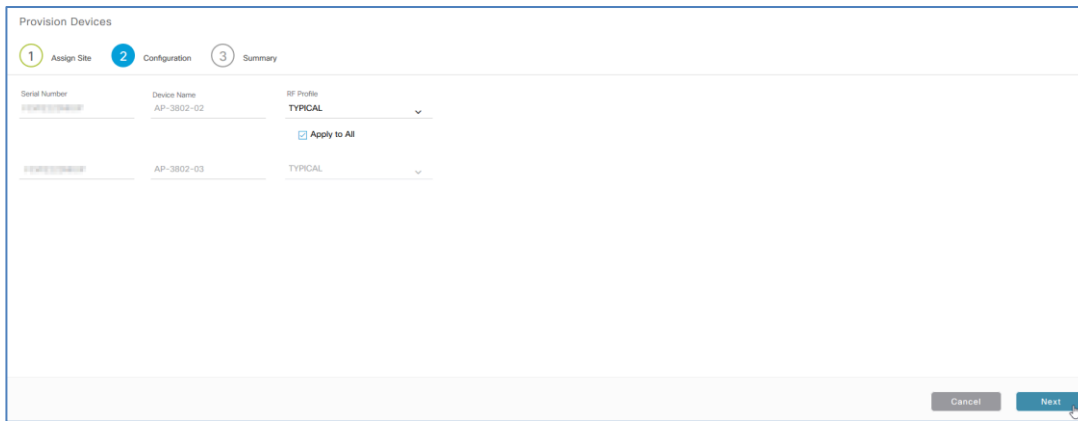 Provision Devices
1 Assign Site 2 Configuration 3 Summary
Serial Number Device Name RF Profile
AP-3802-02 TYPICAL
Apply to All
AP-3802-03 TYPICAL
Cancel Next